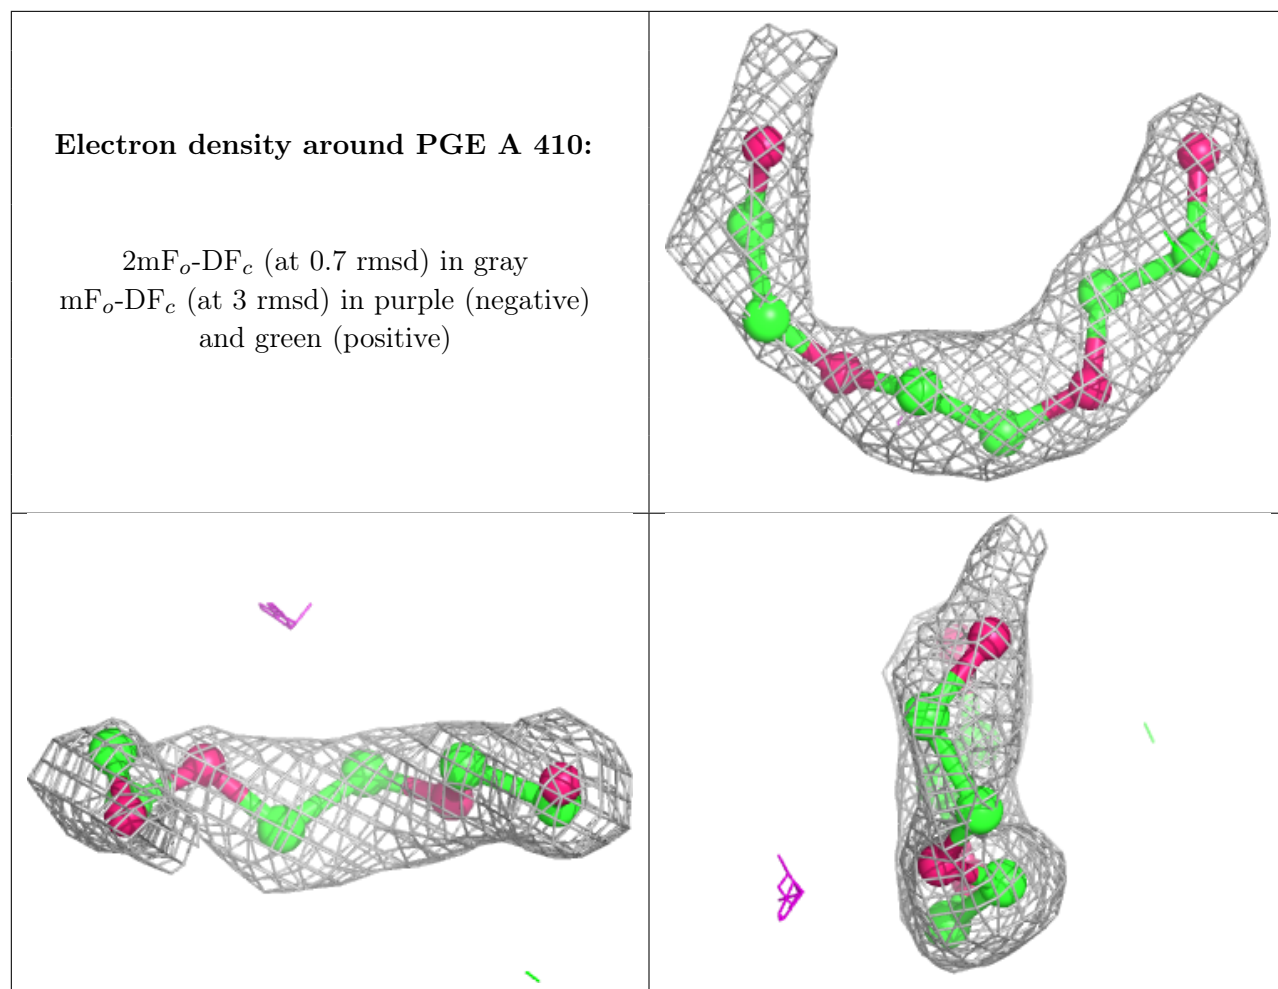 Electron density around PGE A 410:
2mFo-DFc (at 0.7 rmsd) in gray
mFo-DFc (at 3 rmsd) in purple (negative)
and green (positive)